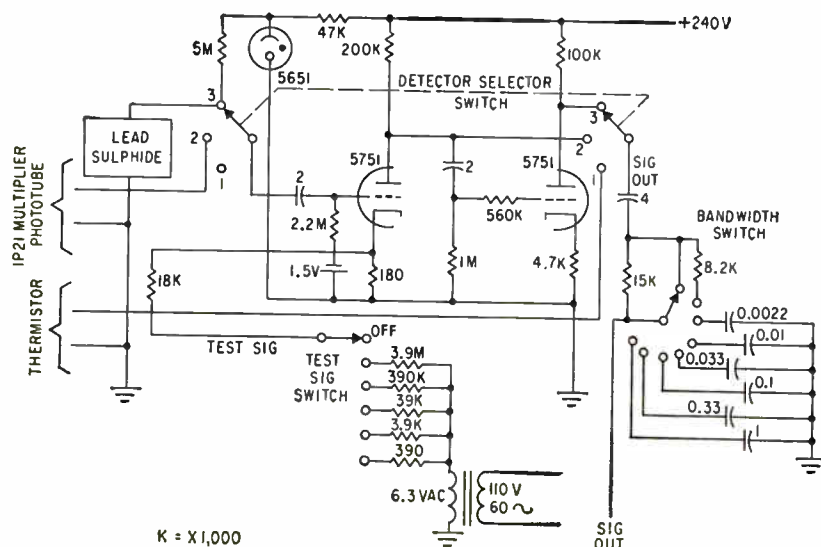 +240V
47K
5M
200K
100K
5651
DETECTOR SELECTOR
SWITCH
3
3
LEAD
SULPHIDE
2
2
1
1
5751
5751
SIG
OUT
2
2
4
IP21 MULTIPLIER
PHOTOTUBE
560K
BANDWIDTH
SWITCH
2.2M
1.5V
180
1M
4.7K
15K
8.2K
18K
THERMISTOR
0.0022
OFF
0.01
TEST SIG
0.033
TEST
SIG
SWITCH
3.9M
390K
39K
3.9K
390
0.1
0.33
1
6.3 VAC
110 V
60 ~
K = X 1,000
SIG
OUT